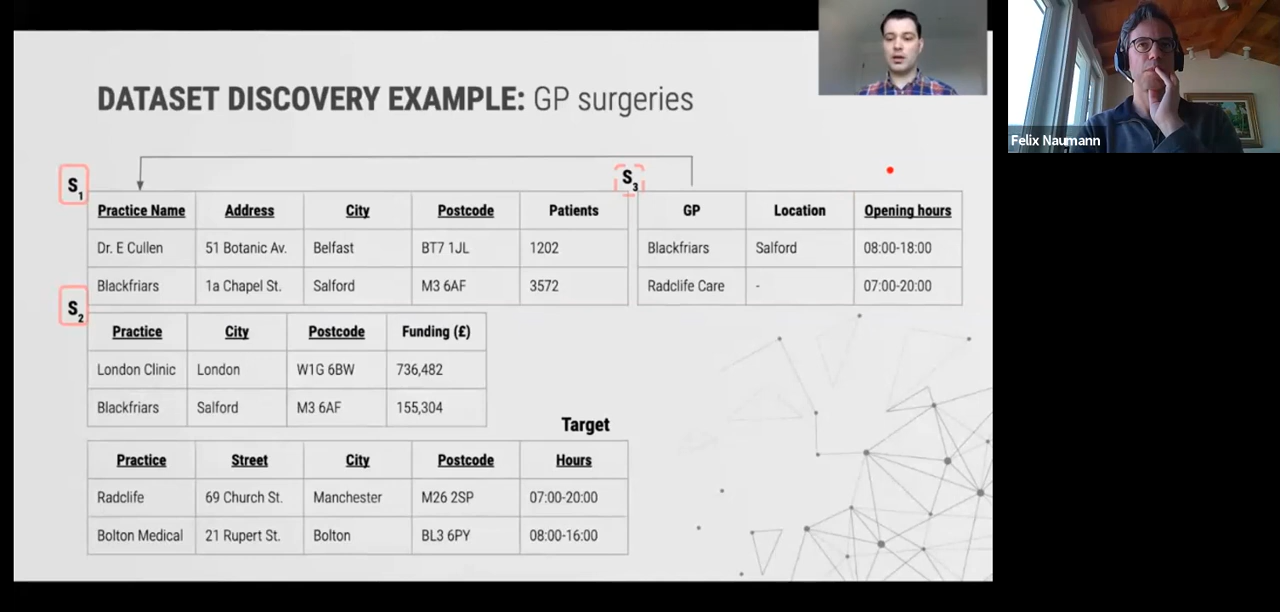 DATASET DISCOVERY EXAMPLE: GP surgeries
Felix Naumann
S1
Practice Name Address City Postcode Patients
Dr. E Cullen 51 Botanic Av. Belfast BT7 1JL 1202
Blackfriars 1a Chapel St. Salford M3 6AF 3572
S3
GP Location Opening hours
Blackfriars Salford 08:00-18:00
Radclife Care - 07:00-20:00
S2
Practice City Postcode Funding (£)
London Clinic London W1G 6BW 736,482
Blackfriars Salford M3 6AF 155,304
Target
Practice Street City Postcode Hours
Radclife 69 Church St. Manchester M26 2SP 07:00-20:00
Bolton Medical 21 Rupert St. Bolton BL3 6PY 08:00-16:00